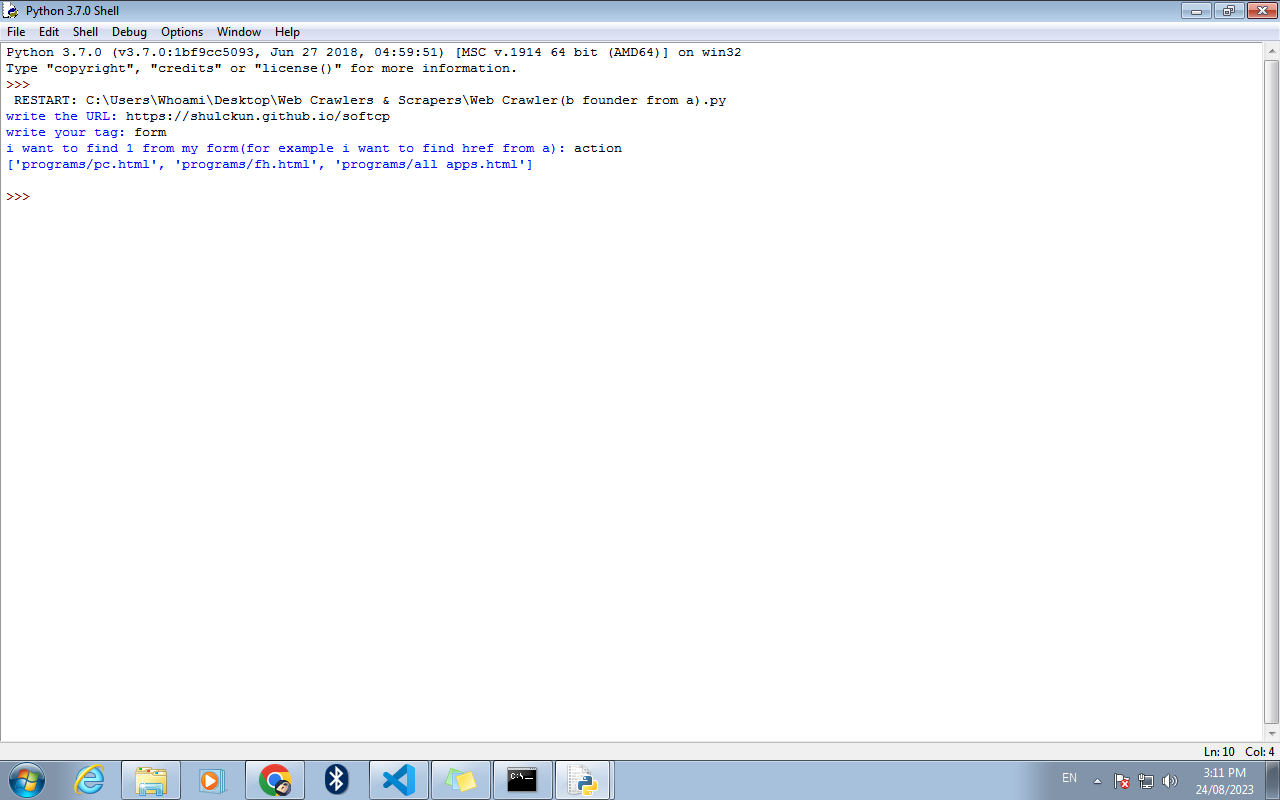 Python 3.7.0 Shell
File Edit Shell Debug Options Window Help
Python 3.7.0 (v3.7.0:1bf9cc5093, Jun 27 2018, 04:59:51) [MSC v.1914 64 bit (AMD64)] on win32
Type "copyright", "credits" or "license()" for more information.
>>>
 RESTART: C:\Users\Whoami\Desktop\Web Crawlers & Scrapers\Web Crawler(b founder from a).py
write the URL: https://shulckun.github.io/softcp
write your tag: form
i want to find 1 from my form(for example i want to find href from a): action
['programs/pc.html', 'programs/fh.html', 'programs/all apps.html']
>>>
Ln: 10 Col: 4
C:\_
EN
3:11 PM
24/08/2023